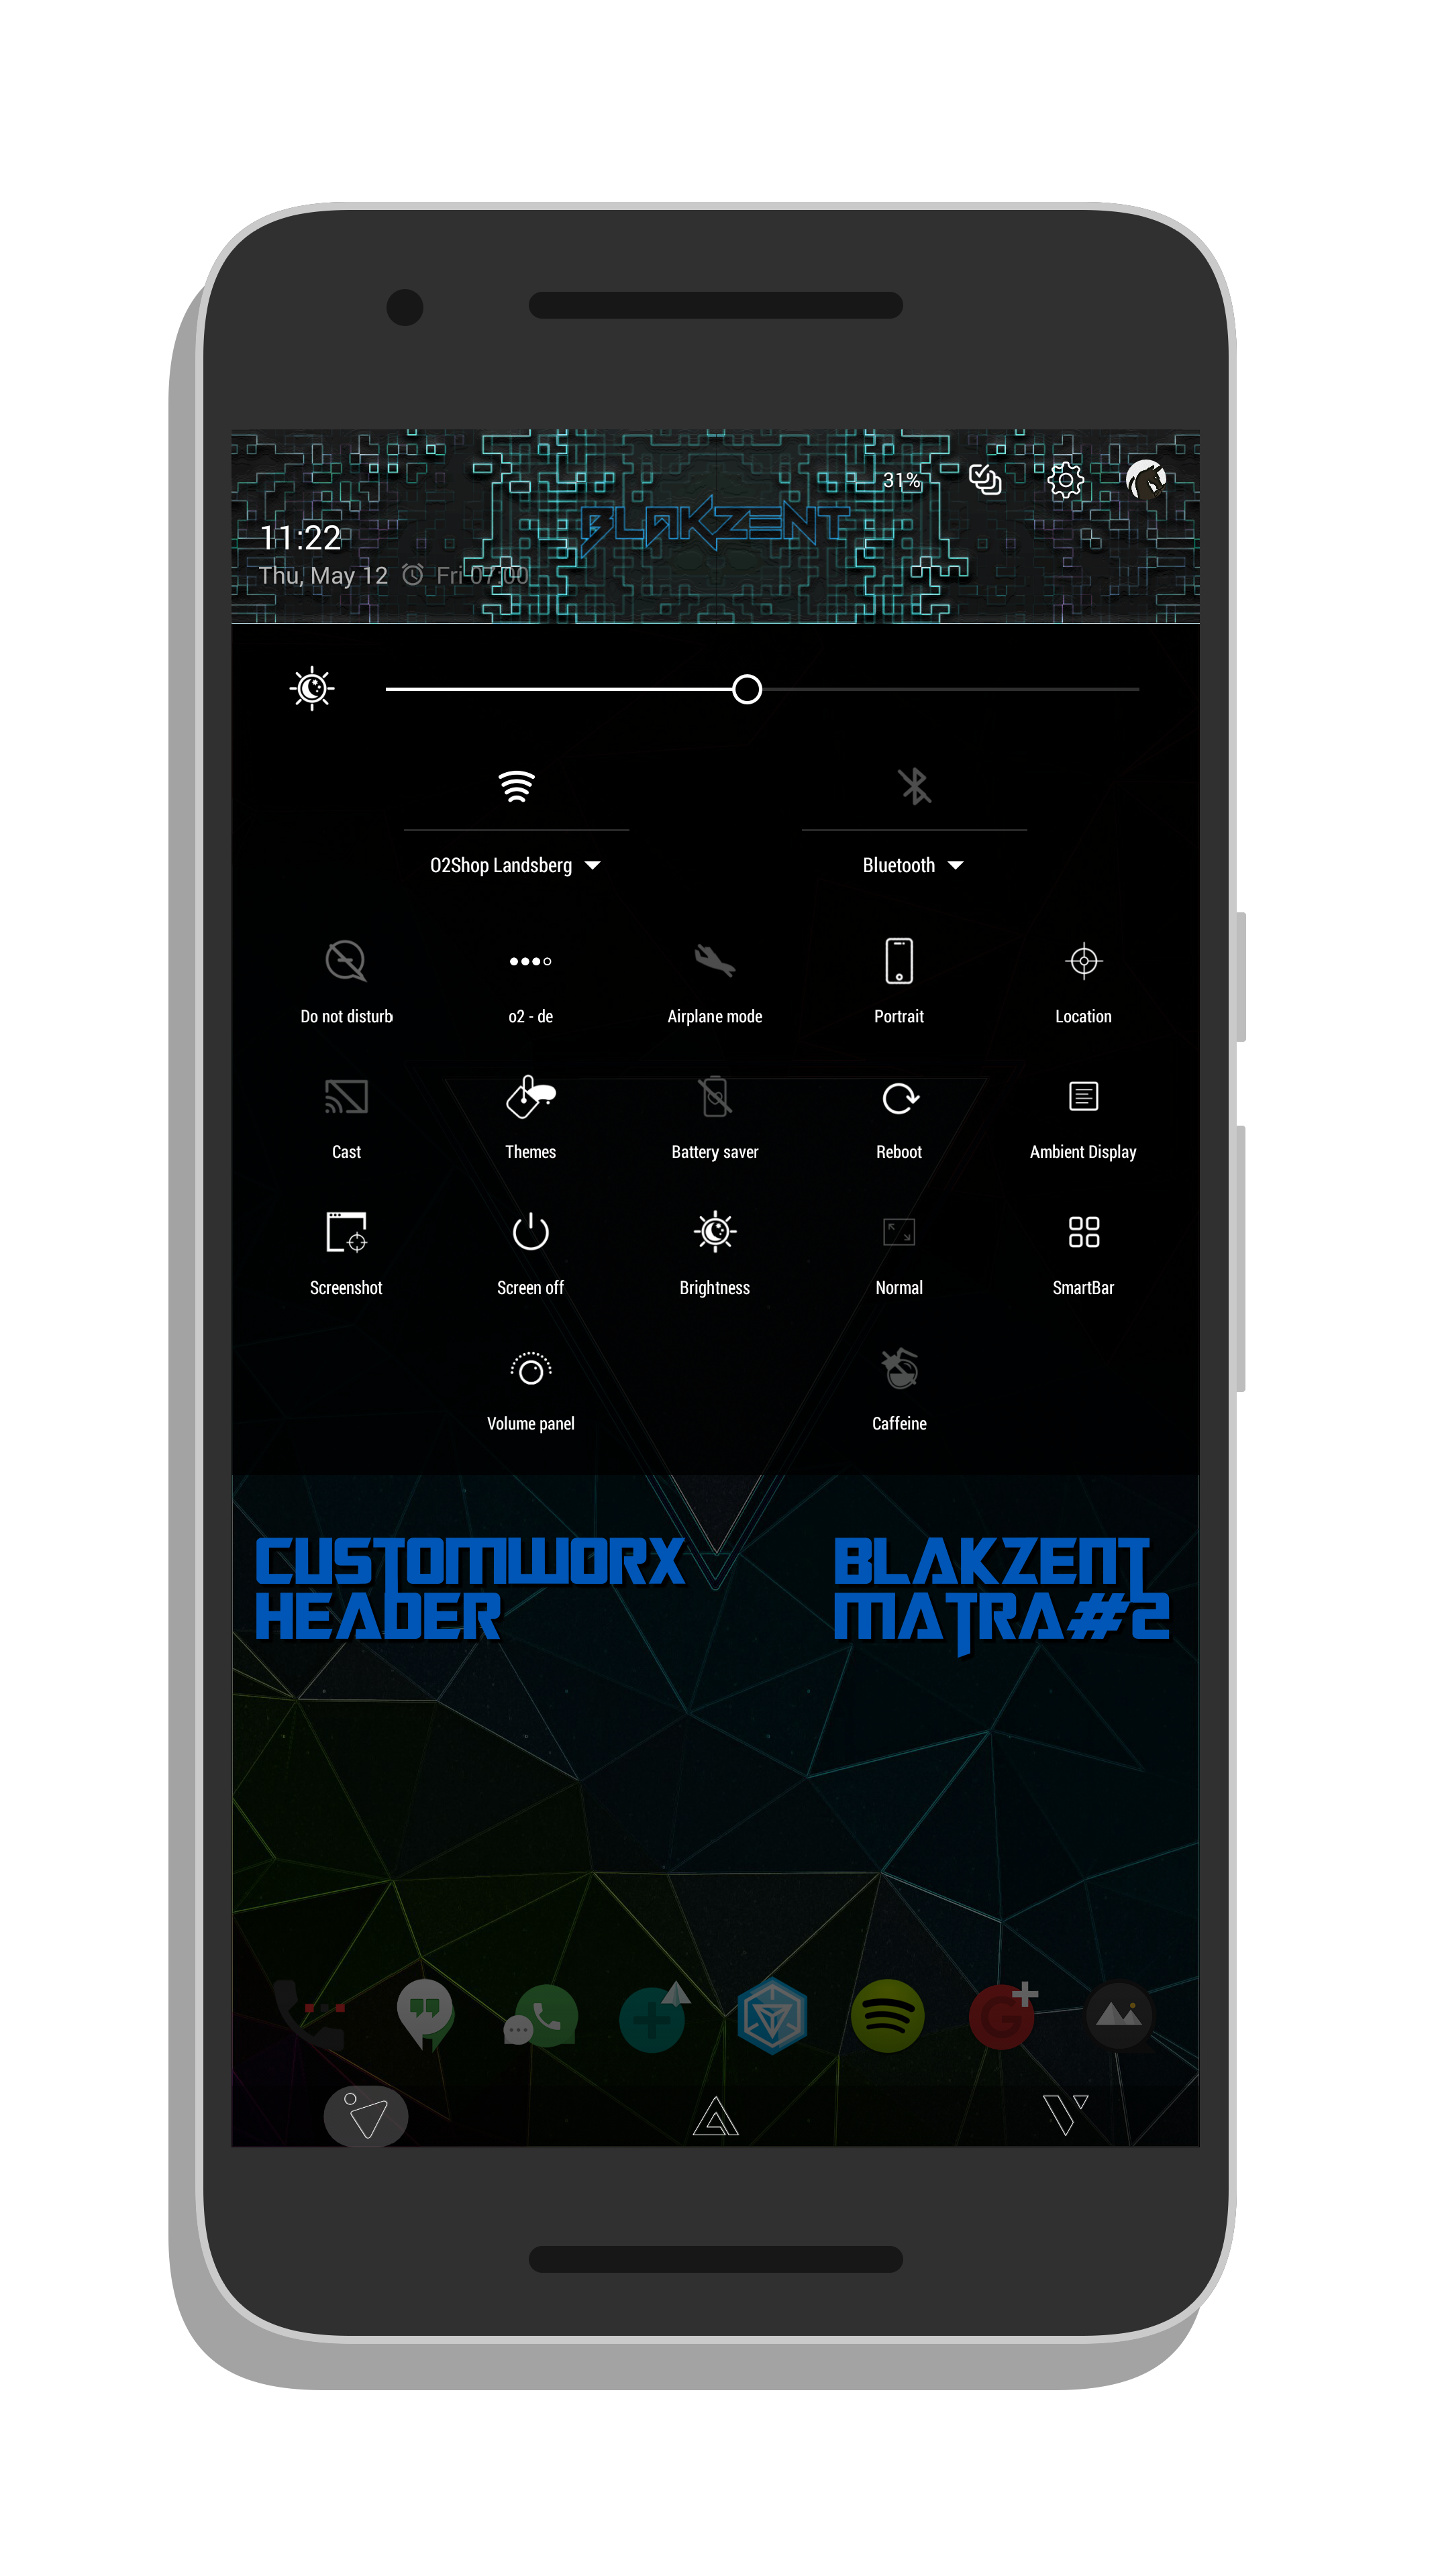 31%
BLAKZENT
11:22
Thu, May 12 Fri 07:00
O2Shop Landsberg Bluetooth
Do not disturb o2 - de Airplane mode Portrait Location
Cast Themes Battery saver Reboot Ambient Display
Screenshot Screen off Brightness Normal SmartBar
Volume panel Caffeine
CUSTOMWORX
HEADER
BLAKZENT
MATRA#2
G+